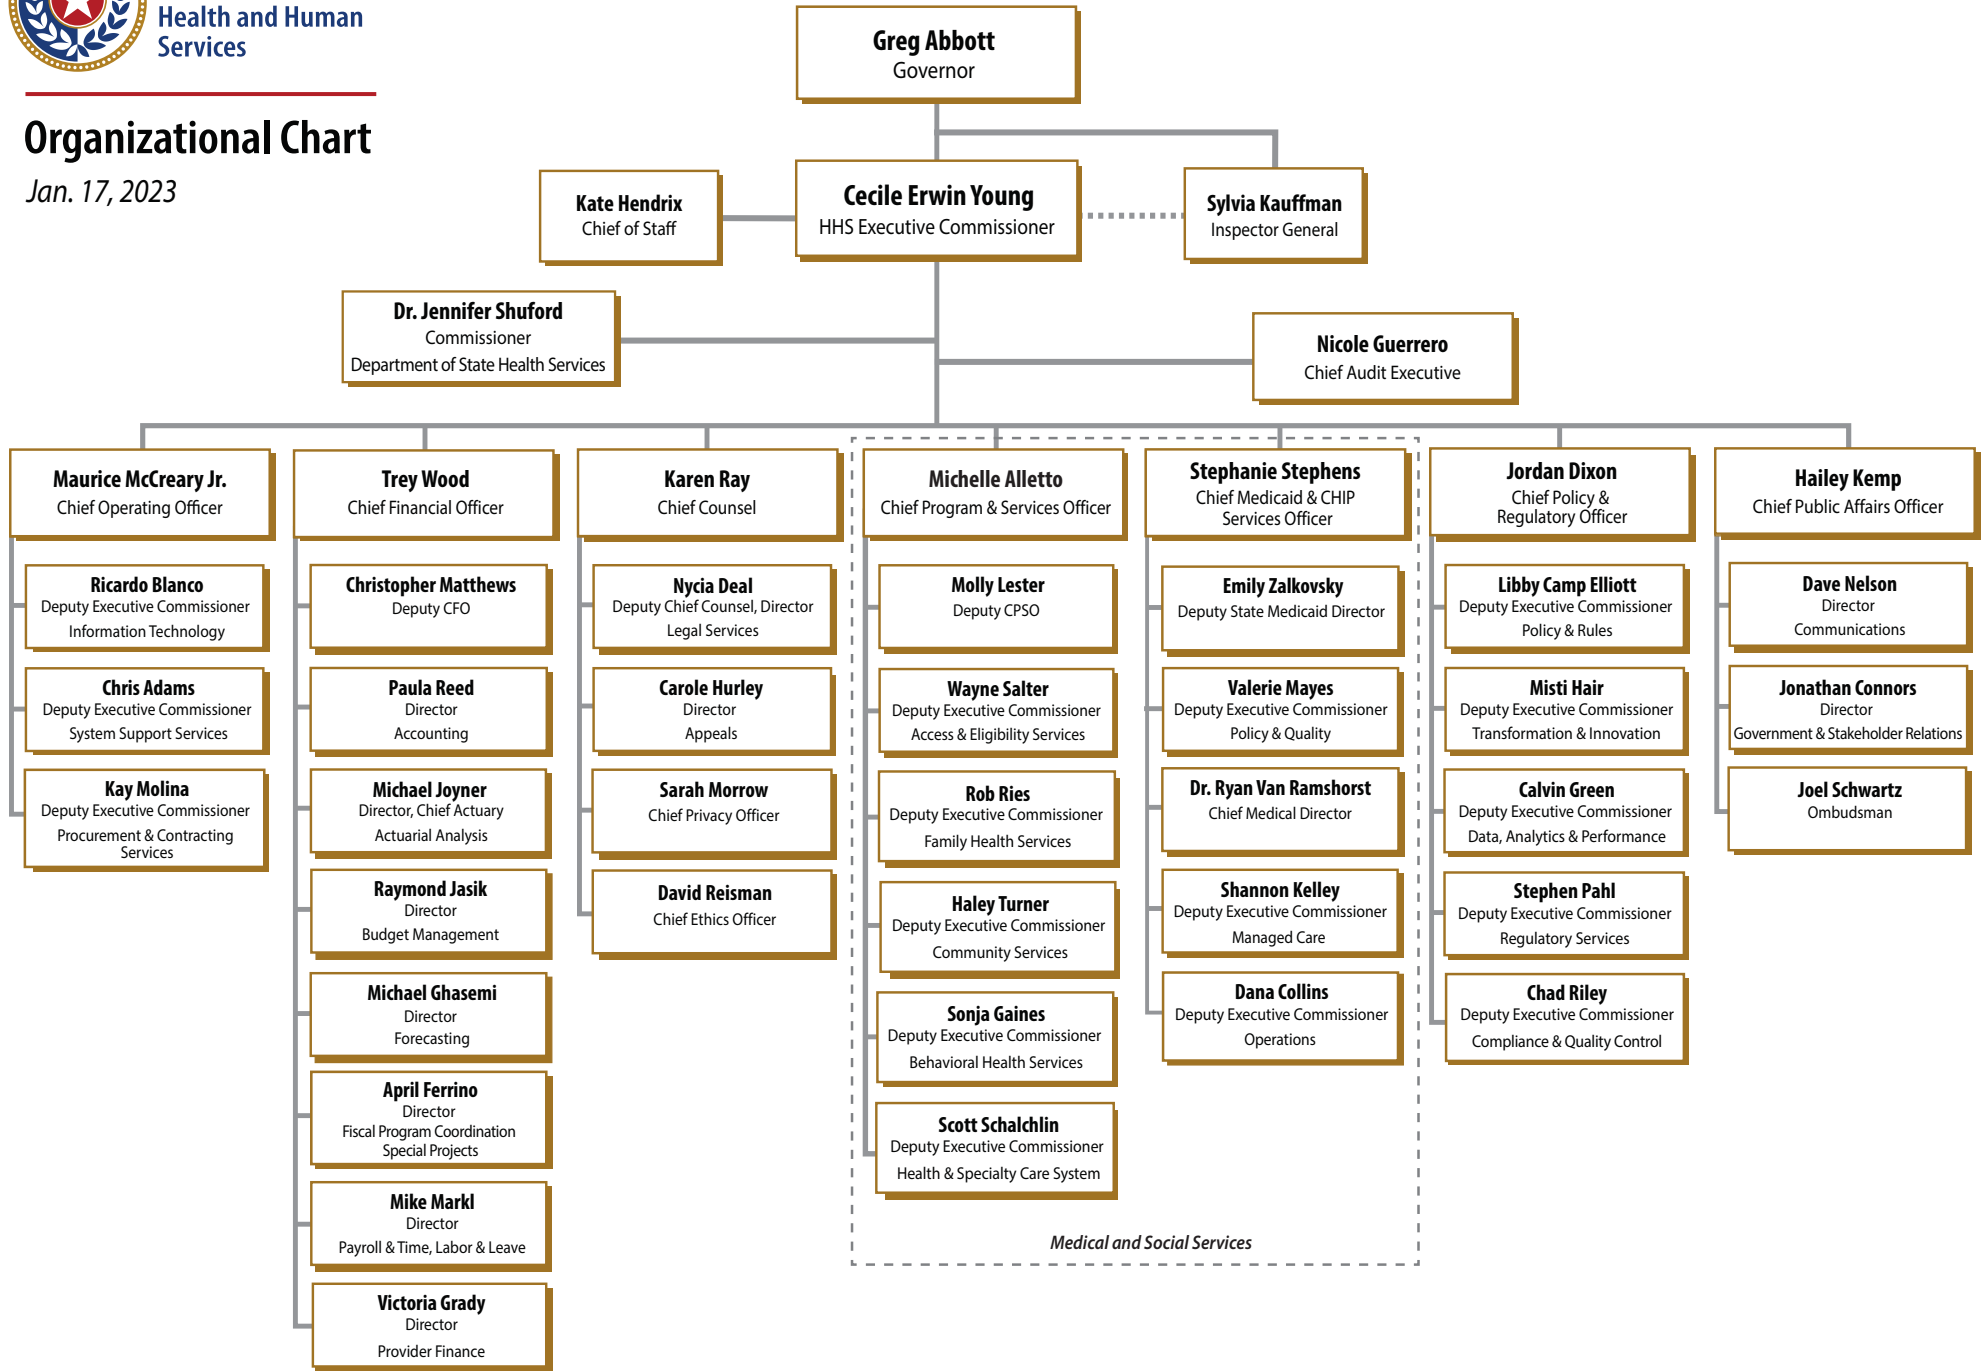 Health and Human
Services
Organizational Chart
Jan. 17, 2023
Greg Abbott
Governor
Kate Hendrix
Chief of Staff
Cecile Erwin Young
HHS Executive Commissioner
Sylvia Kauffman
Inspector General
Dr. Jennifer Shuford
Commissioner
Department of State Health Services
Nicole Guerrero
Chief Audit Executive
Maurice McCreary Jr.
Chief Operating Officer
Ricardo Blanco
Deputy Executive Commissioner
Information Technology
Chris Adams
Deputy Executive Commissioner
System Support Services
Kay Molina
Deputy Executive Commissioner
Procurement & Contracting
Services
Trey Wood
Chief Financial Officer
Christopher Matthews
Deputy CFO
Paula Reed
Director
Accounting
Michael Joyner
Director, Chief Actuary
Actuarial Analysis
Raymond Jasik
Director
Budget Management
Michael Ghasemi
Director
Forecasting
April Ferrino
Director
Fiscal Program Coordination
Special Projects
Mike Markl
Director
Payroll & Time, Labor & Leave
Victoria Grady
Director
Provider Finance
Karen Ray
Chief Counsel
Nycia Deal
Deputy Chief Counsel, Director
Legal Services
Carole Hurley
Director
Appeals
Sarah Morrow
Chief Privacy Officer
David Reisman
Chief Ethics Officer
Michelle Alletto
Chief Program & Services Officer
Molly Lester
Deputy CPSO
Wayne Salter
Deputy Executive Commissioner
Access & Eligibility Services
Rob Ries
Deputy Executive Commissioner
Family Health Services
Haley Turner
Deputy Executive Commissioner
Community Services
Sonja Gaines
Deputy Executive Commissioner
Behavioral Health Services
Scott Schalchlin
Deputy Executive Commissioner
Health & Specialty Care System
Stephanie Stephens
Chief Medicaid & CHIP
Services Officer
Emily Zalkovsky
Deputy State Medicaid Director
Valerie Mayes
Deputy Executive Commissioner
Policy & Quality
Dr. Ryan Van Ramshorst
Chief Medical Director
Shannon Kelley
Deputy Executive Commissioner
Managed Care
Dana Collins
Deputy Executive Commissioner
Operations
Medical and Social Services
Jordan Dixon
Chief Policy &
Regulatory Officer
Libby Camp Elliott
Deputy Executive Commissioner
Policy & Rules
Misti Hair
Deputy Executive Commissioner
Transformation & Innovation
Calvin Green
Deputy Executive Commissioner
Data, Analytics & Performance
Stephen Pahl
Deputy Executive Commissioner
Regulatory Services
Chad Riley
Deputy Executive Commissioner
Compliance & Quality Control
Hailey Kemp
Chief Public Affairs Officer
Dave Nelson
Director
Communications
Jonathan Connors
Director
Government & Stakeholder Relations
Joel Schwartz
Ombudsman